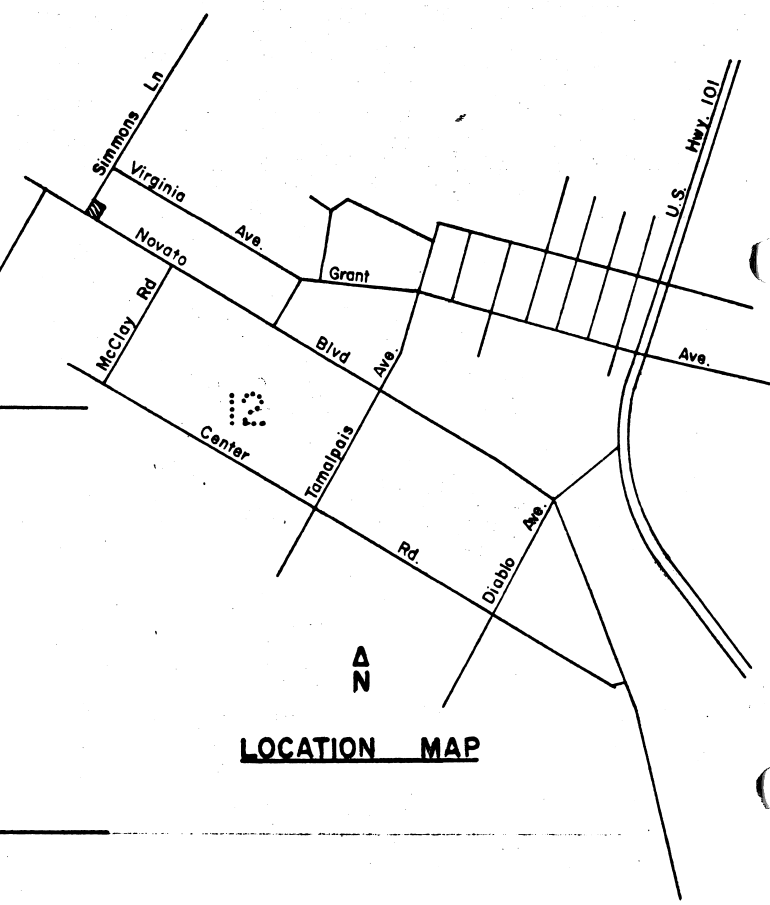 Simmons Ln
U.S. Hwy. 101
Virginia Ave.
Novato Blvd
Grant Ave.
McClay Rd
Tamalpais Ave.
12
Center Rd.
Diablo Ave.
Δ
N
LOCATION MAP